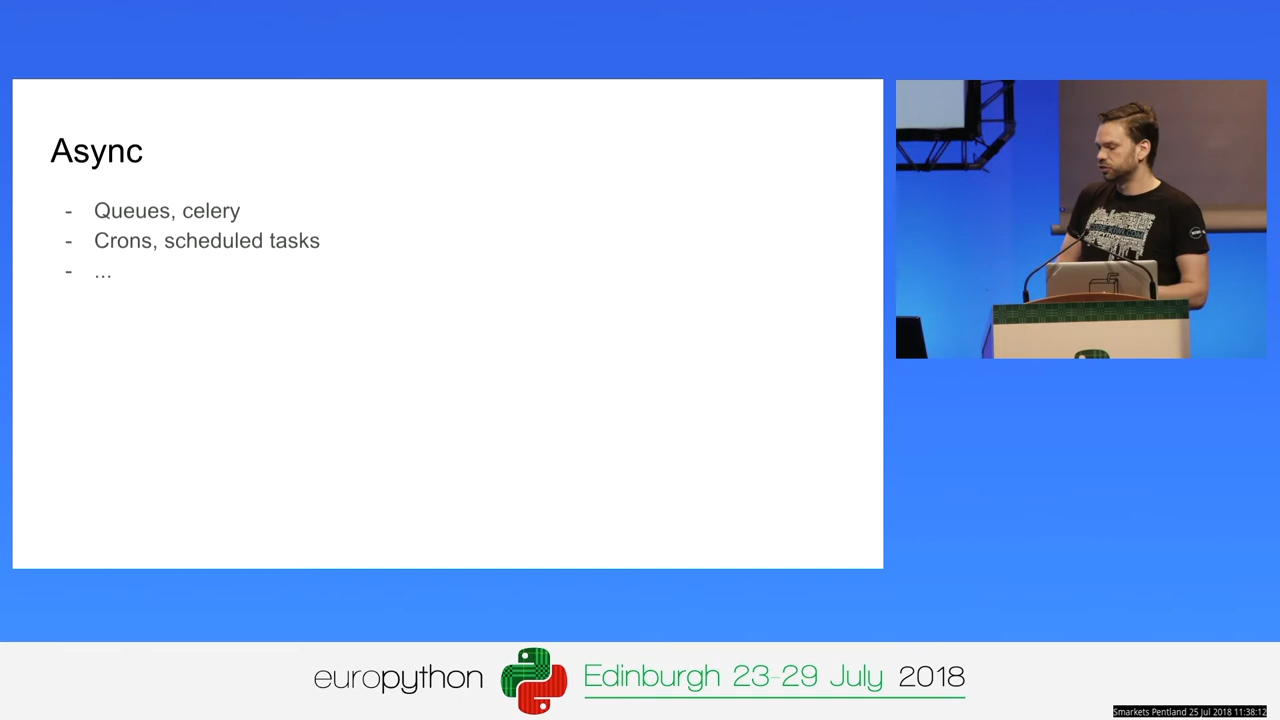 Async
- Queues, celery
- Crons, scheduled tasks
- ...
europython Edinburgh 23-29 July 2018
Smarkets Pentland 25 Jul 2018 11:38:12